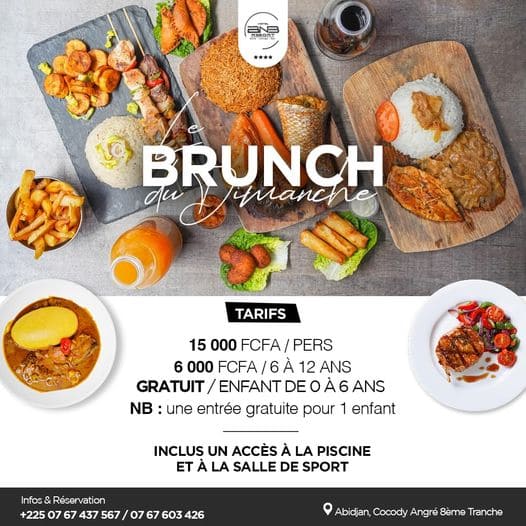 BNB
RESORT
Le
BRUNCH
du Dimanche
TARIFS
15 000 FCFA / PERS
6 000 FCFA / 6 À 12 ANS
GRATUIT / ENFANT DE 0 À 6 ANS
NB : une entrée gratuite pour 1 enfant
INCLUS UN ACCÈS À LA PISCINE
ET À LA SALLE DE SPORT
Infos & Réservation
+225 07 67 437 567 / 07 67 603 426
Abidjan, Cocody Angré 8ème Tranche